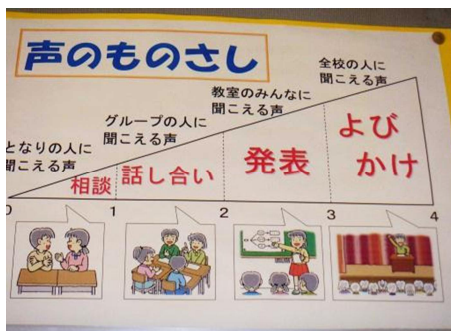 声のものさし
全校の人に
聞こえる声
教室のみんなに
聞こえる声
グループの人に
聞こえる声
となりの人に
聞こえる声
相談
話し合い
発表
よび
かけ
0 1 2 3 4